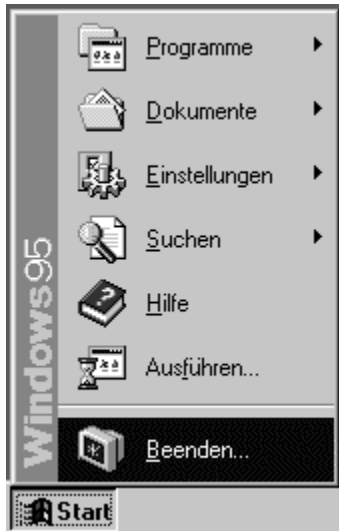 Programme
Dokumente
Einstellungen
Suchen
Hilfe
Ausführen...
Beenden...
Windows95
Start